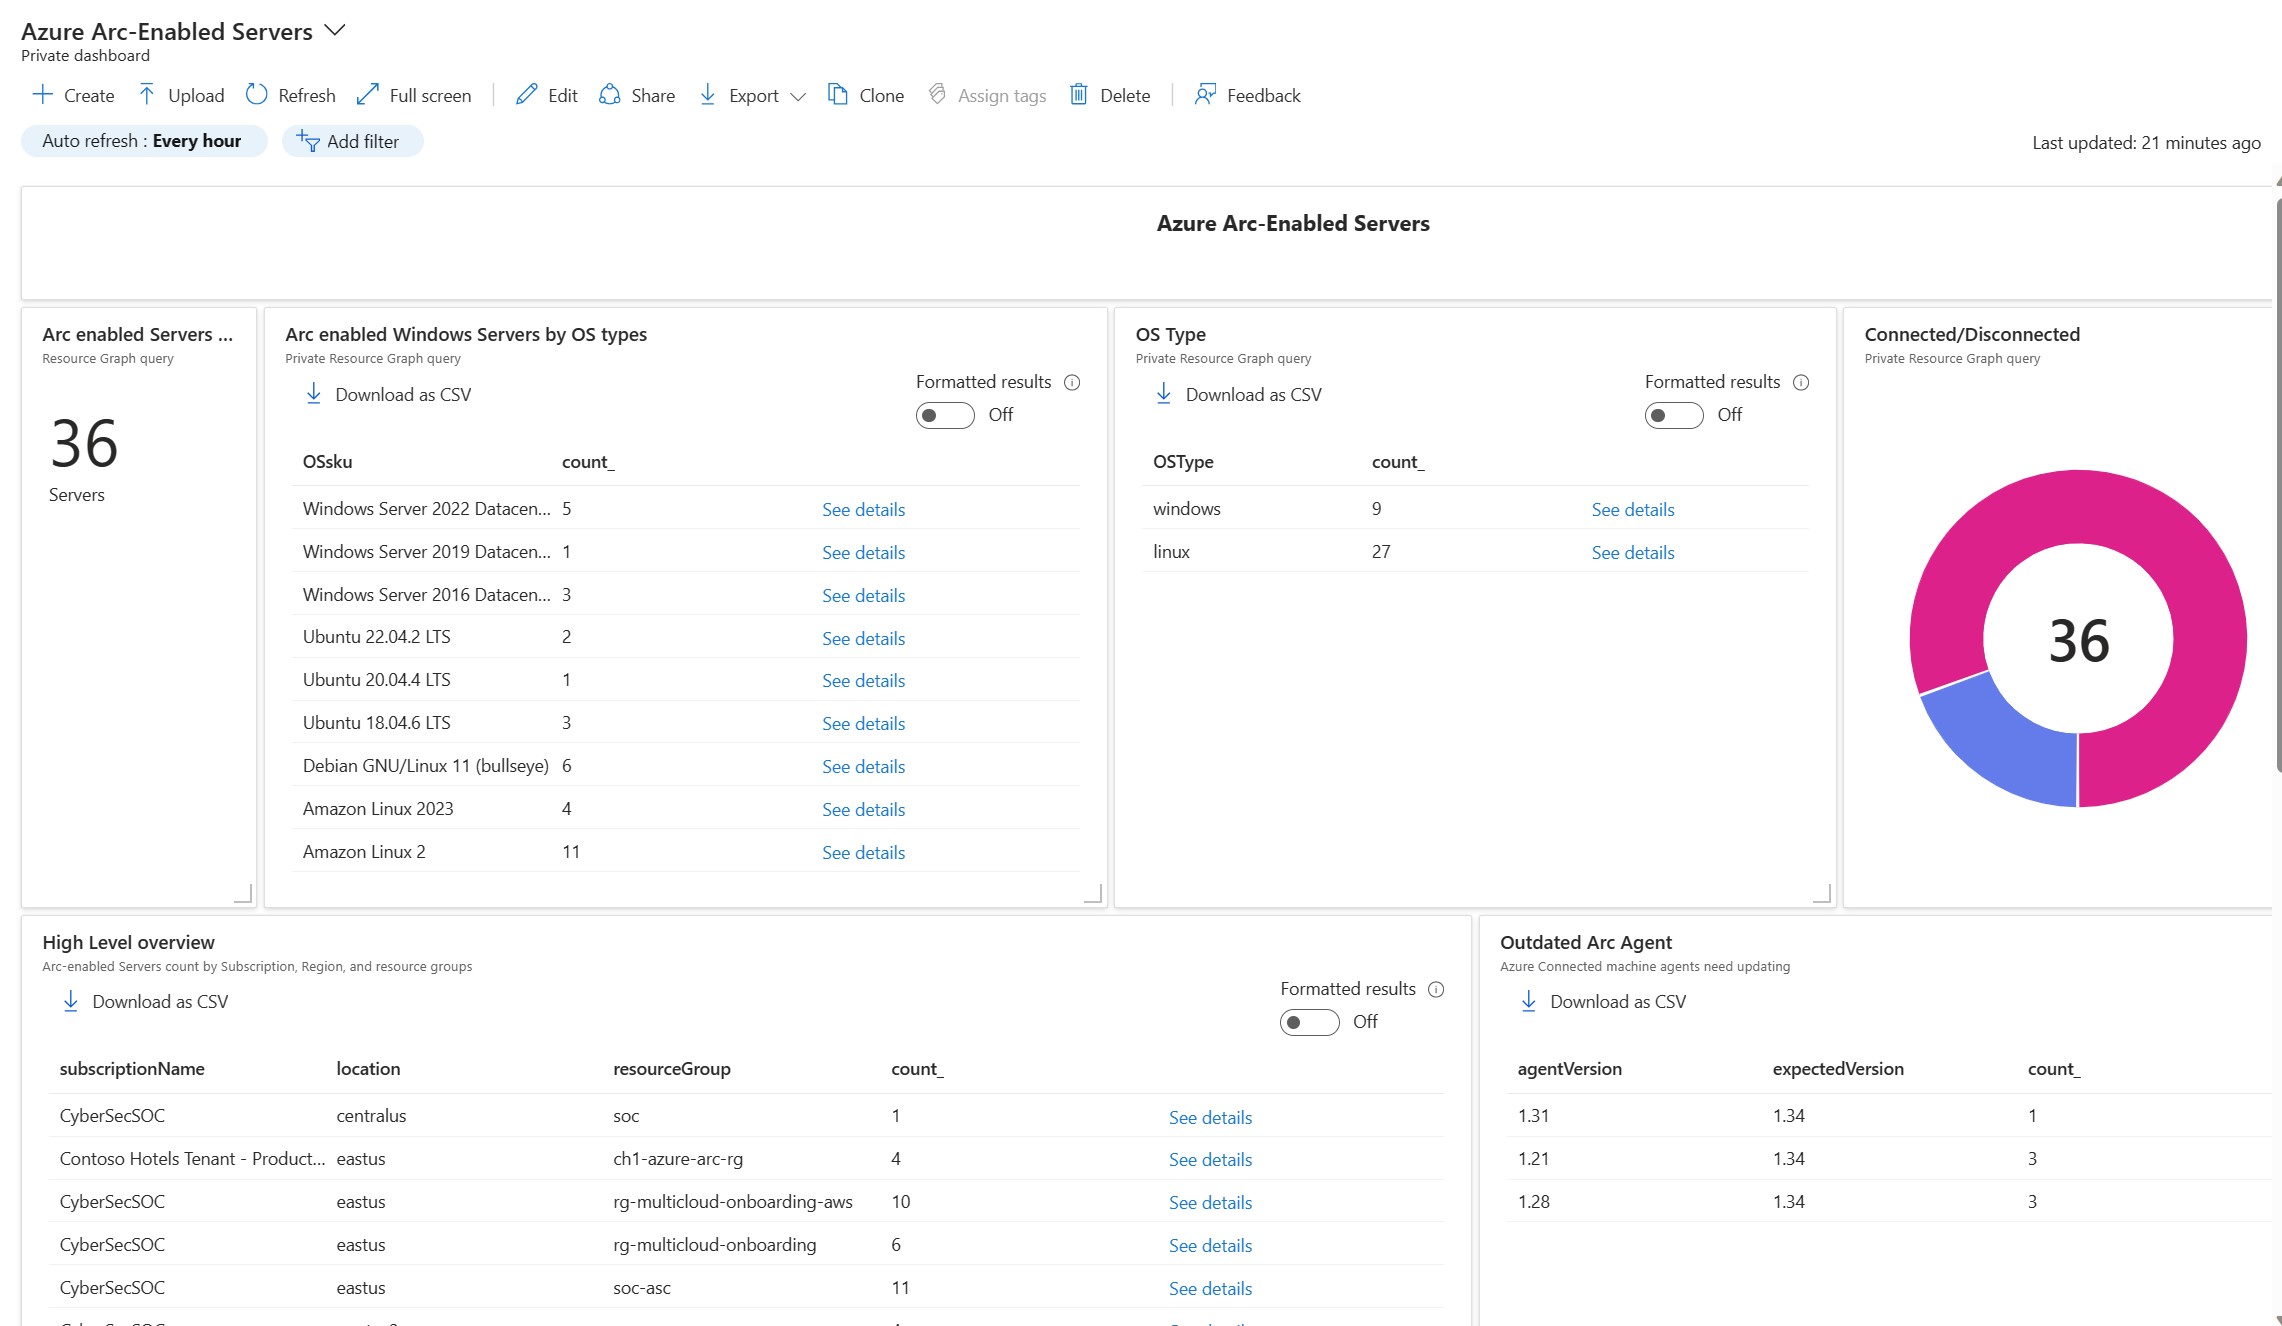 Azure Arc-Enabled Servers
Private dashboard
Create Upload Refresh Full screen Edit Share Export Clone Assign tags Delete Feedback
Auto refresh : Every hour Add filter Last updated: 21 minutes ago
Azure Arc-Enabled Servers
Arc enabled Servers ...
Resource Graph query
36
Servers
Arc enabled Windows Servers by OS types
Private Resource Graph query
Download as CSV
Formatted results
Off
OSsku count_
Windows Server 2022 Datacen... 5 See details
Windows Server 2019 Datacen... 1 See details
Windows Server 2016 Datacen... 3 See details
Ubuntu 22.04.2 LTS 2 See details
Ubuntu 20.04.4 LTS 1 See details
Ubuntu 18.04.6 LTS 3 See details
Debian GNU/Linux 11 (bullseye) 6 See details
Amazon Linux 2023 4 See details
Amazon Linux 2 11 See details
OS Type
Private Resource Graph query
Download as CSV
Formatted results
Off
OSType count_
windows 9 See details
linux 27 See details
Connected/Disconnected
Private Resource Graph query
36
High Level overview
Arc-enabled Servers count by Subscription, Region, and resource groups
Download as CSV
Formatted results
Off
subscriptionName location resourceGroup count_
CyberSecSOC centralus soc 1 See details
Contoso Hotels Tenant - Product... eastus ch1-azure-arc-rg 4 See details
CyberSecSOC eastus rg-multicloud-onboarding-aws 10 See details
CyberSecSOC eastus rg-multicloud-onboarding 6 See details
CyberSecSOC eastus soc-asc 11 See details
Outdated Arc Agent
Azure Connected machine agents need updating
Download as CSV
agentVersion expectedVersion count_
1.31 1.34 1
1.21 1.34 3
1.28 1.34 3